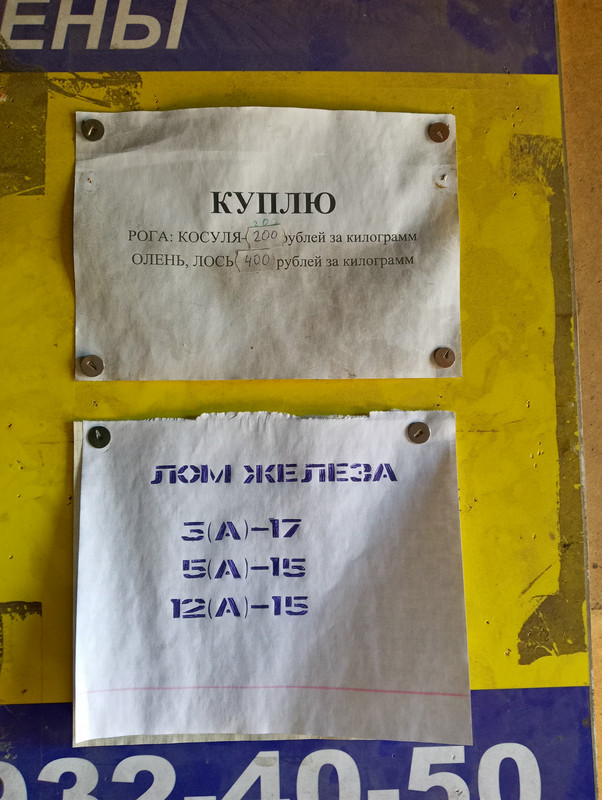 ЕНЫ
КУПЛЮ
РОГА: КОСУЛЯ-200 рублей за килограмм
ОЛЕНЬ, ЛОСЬ 400 рублей за килограмм
ЛОМ ЖЕЛЕЗА
3(А)-17
5(А)-15
12(А)-15
932-40-50